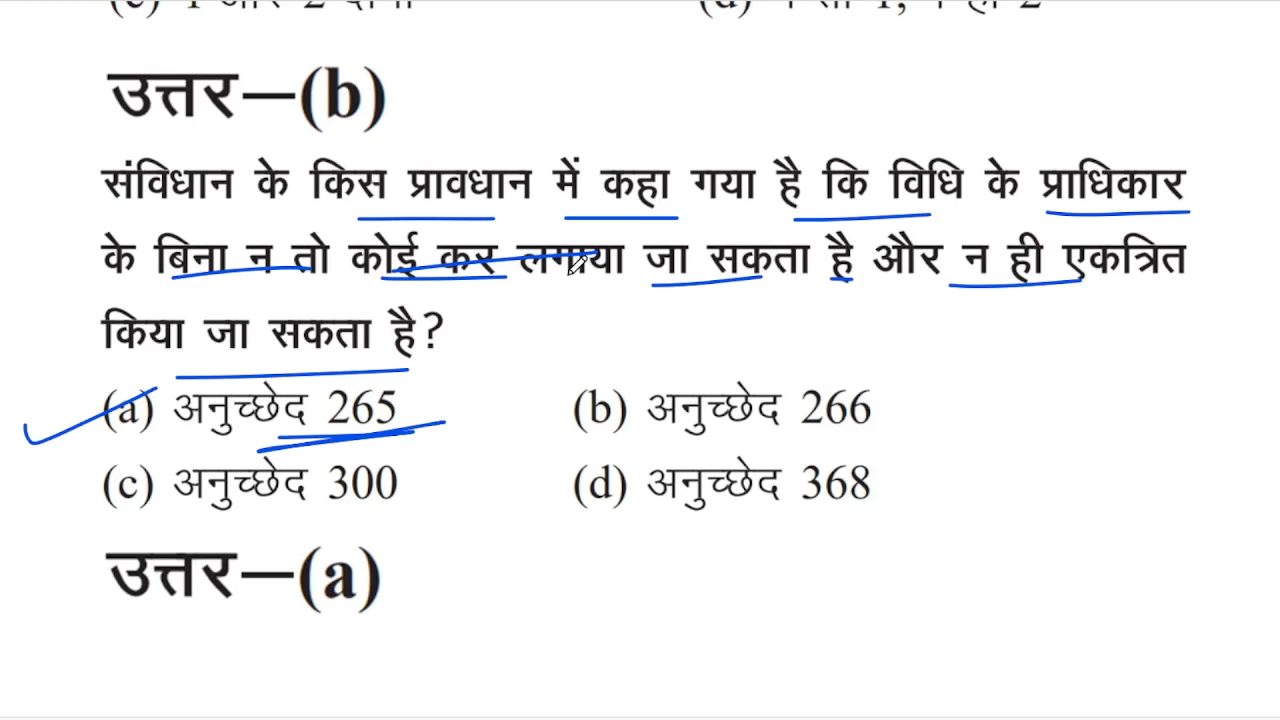 उत्तर—(b)
संविधान के किस प्रावधान में कहा गया है कि विधि के प्राधिकार
के बिना न तो कोई कर लगाया जा सकता है और न ही एकत्रित
किया जा सकता है?
(a) अनुच्छेद 265 (b) अनुच्छेद 266
(c) अनुच्छेद 300 (d) अनुच्छेद 368
उत्तर—(a)